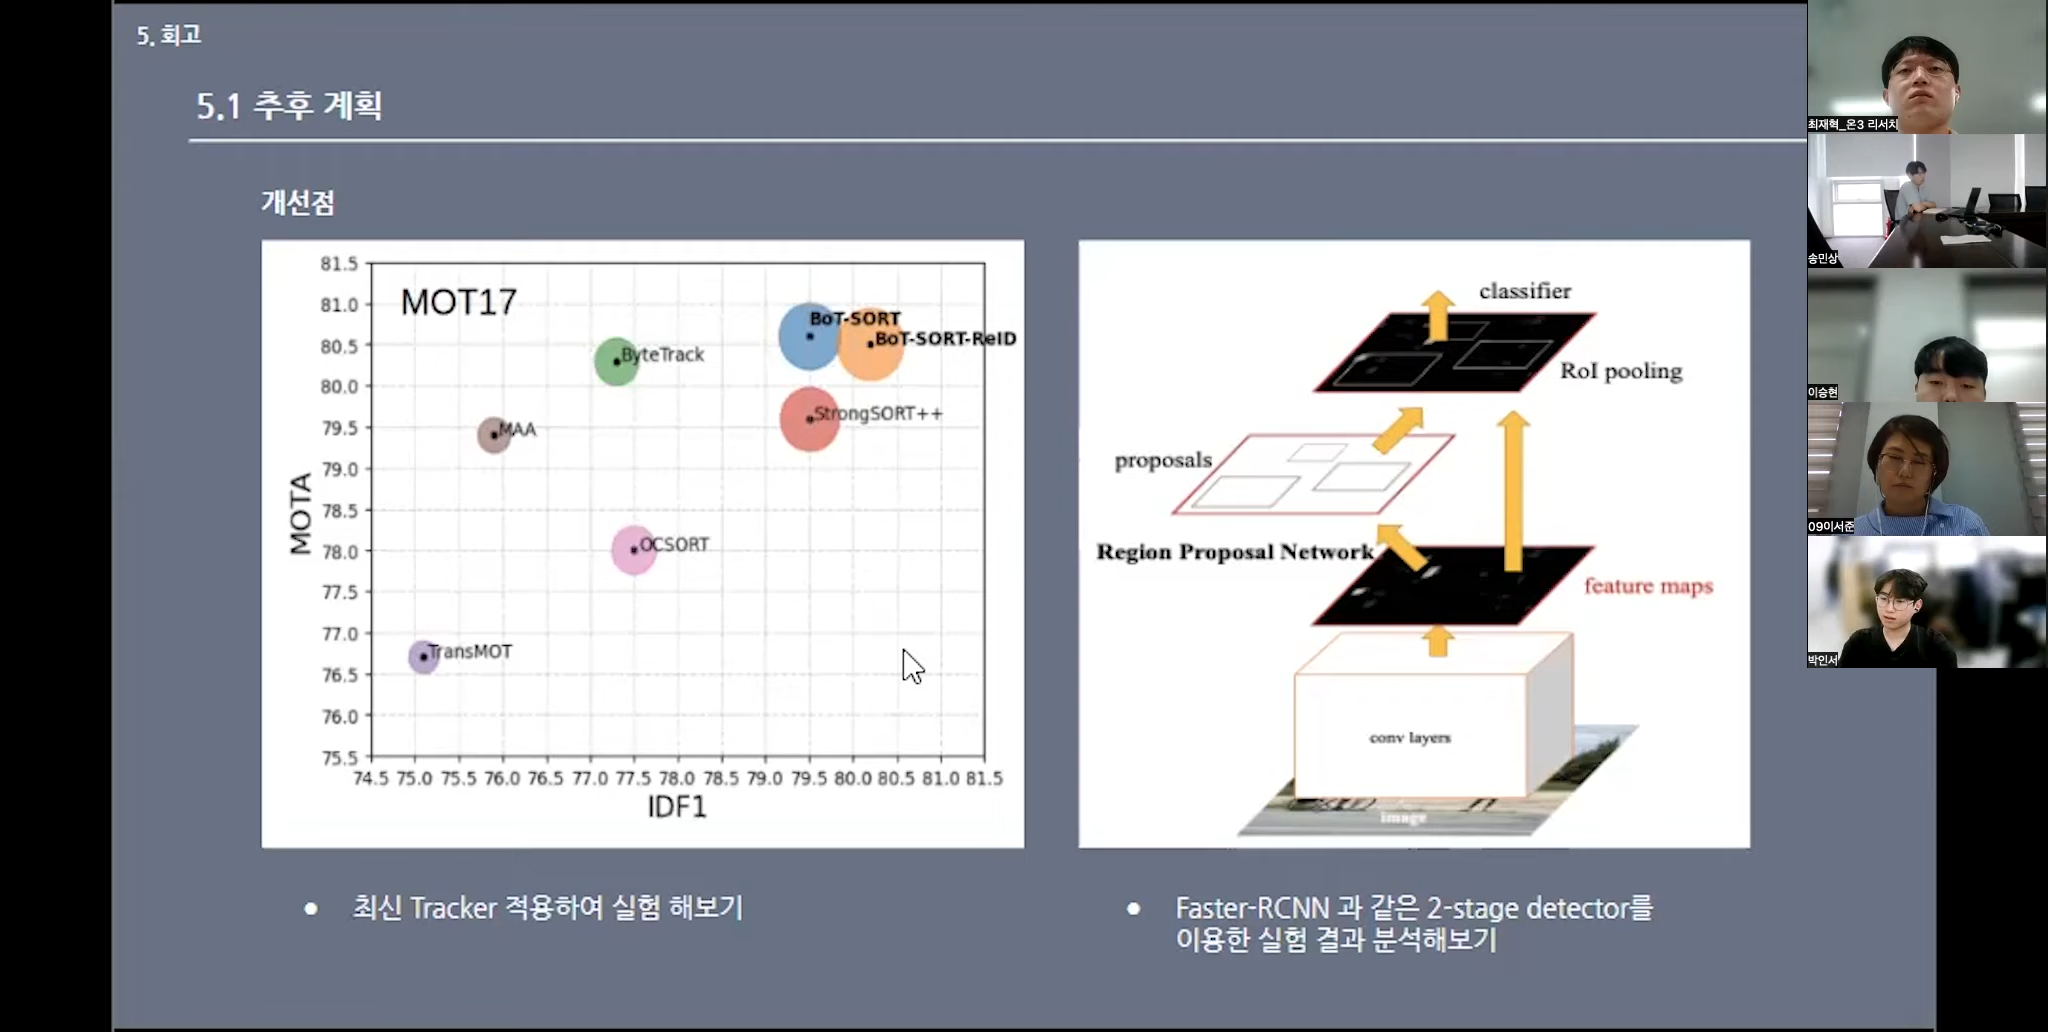 5. 회고
5.1 추후 계획
개선점
MOT17
81.5
81.0
80.5
80.0
79.5
79.0
78.5
78.0
77.5
77.0
76.5
76.0
75.5
MOTA
BoT-SORT
BoT-SORT-ReID
ByteTrack
StrongSORT++
MAA
OCSORT
TransMOT
74.5 75.0 75.5 76.0 76.5 77.0 77.5 78.0 78.5 79.0 79.5 80.0 80.5 81.0 81.5
IDF1
classifier
RoI pooling
proposals
Region Proposal Network
feature maps
conv layers
image
최신 Tracker 적용하여 실험 해보기
Faster-RCNN 과 같은 2-stage detector를
이용한 실험 결과 분석해보기
최재혁_온3 리서치
송민상
이승현
09이서준
박인서